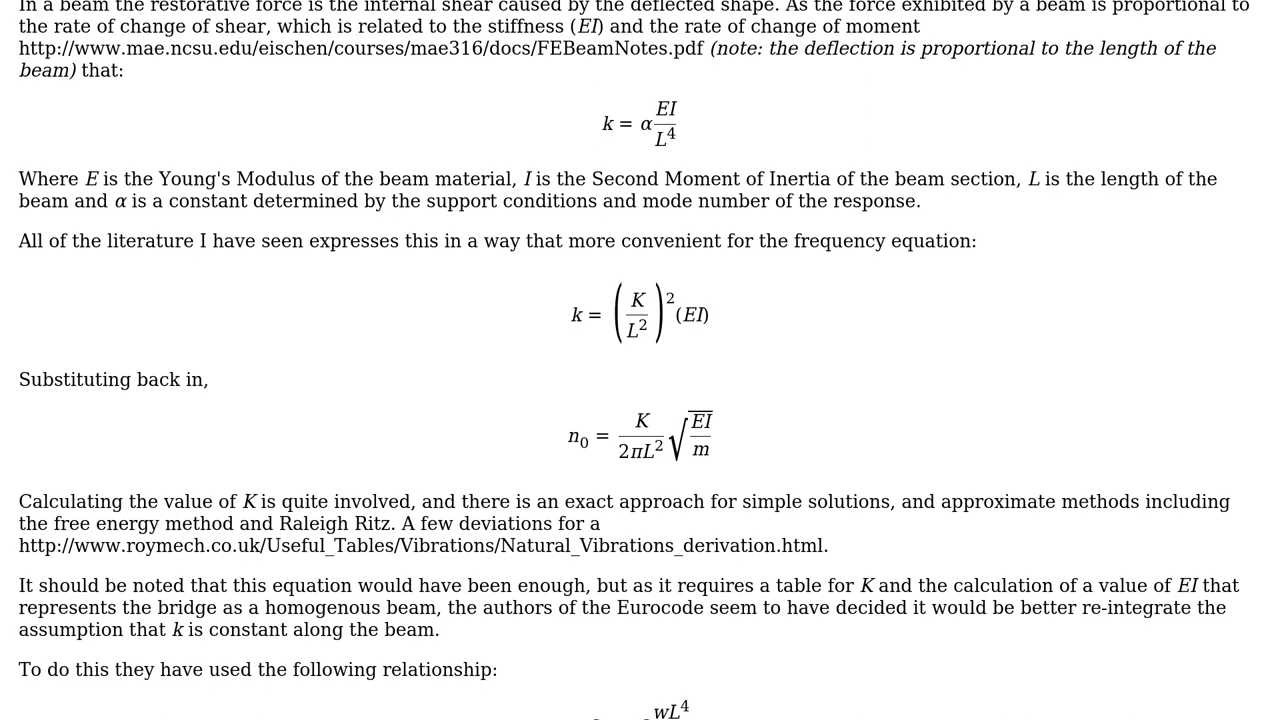 In a beam the restorative force is the internal shear caused by the deflected shape. As the force exhibited by a beam is proportional to
the rate of change of shear, which is related to the stiffness (EI) and the rate of change of moment
http://www.mae.ncsu.edu/eischen/courses/mae316/docs/FEBeamNotes.pdf (note: the deflection is proportional to the length of the
beam) that:
k = α EI / L⁴
Where E is the Young's Modulus of the beam material, I is the Second Moment of Inertia of the beam section, L is the length of the
beam and α is a constant determined by the support conditions and mode number of the response.
All of the literature I have seen expresses this in a way that more convenient for the frequency equation:
k = (K / L²)² (EI)
Substituting back in,
n₀ = K / 2πL² √(EI / m)
Calculating the value of K is quite involved, and there is an exact approach for simple solutions, and approximate methods including
the free energy method and Raleigh Ritz. A few deviations for a
http://www.roymech.co.uk/Useful_Tables/Vibrations/Natural_Vibrations_derivation.html.
It should be noted that this equation would have been enough, but as it requires a table for K and the calculation of a value of EI that
represents the bridge as a homogenous beam, the authors of the Eurocode seem to have decided it would be better re-integrate the
assumption that k is constant along the beam.
To do this they have used the following relationship:
wL⁴